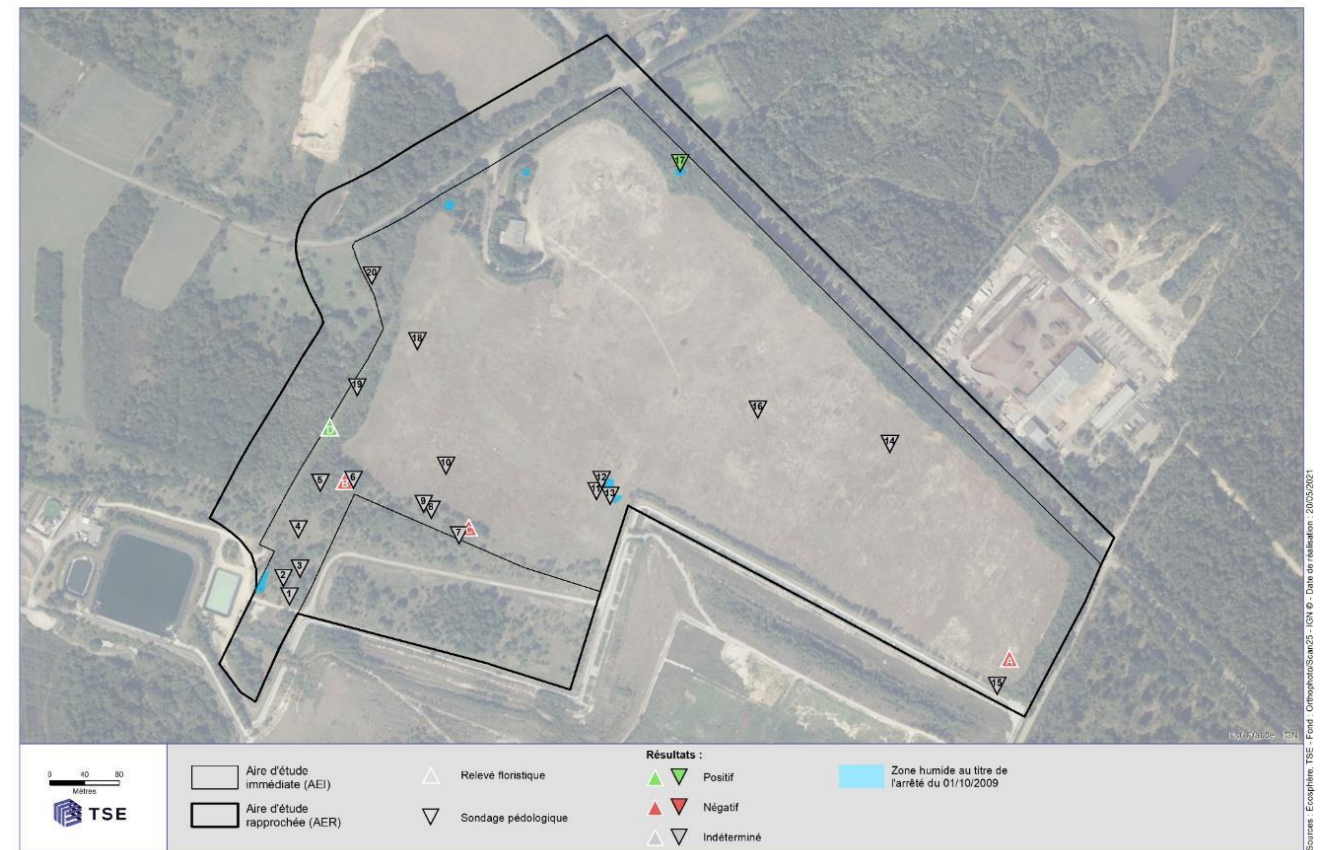 17
20
18
19
16
D
14
10
12
5
B
6
11
13
9
8
4
7
C
3
2
1
A
15
0 40 80
Mètres
TSE
Aire d'étude
immédiate (AEI)
Aire d'étude
rapprochée (AER)
Relevé floristique
Sondage pédologique
Résultats :
Positif
Négatif
Indéterminé
Zone humide au titre de
l'arrêté du 01/10/2009
Sources : Ecosphère, TSE - Fond : Orthophoto/Scan25 - IGN © - Date de réalisation : 20/05/2021